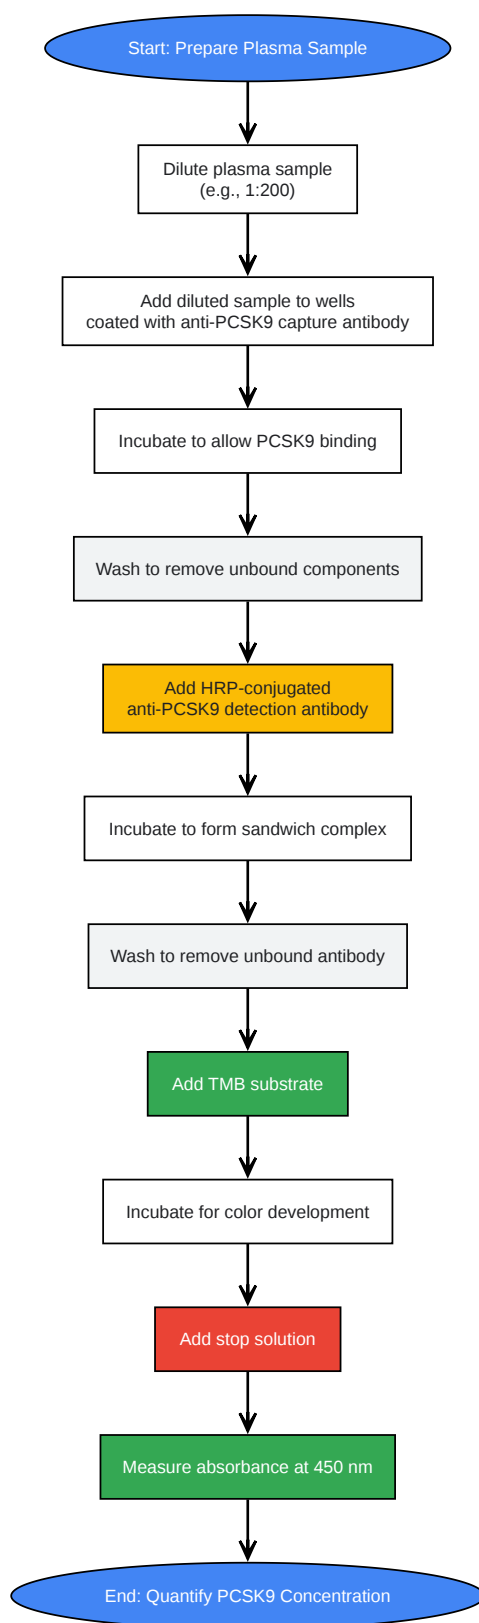 Start: Prepare Plasma Sample
Dilute plasma sample
(e.g., 1:200)
Add diluted sample to wells
coated with anti-PCSK9 capture antibody
Incubate to allow PCSK9 binding
Wash to remove unbound components
Add HRP-conjugated
anti-PCSK9 detection antibody
Incubate to form sandwich complex
Wash to remove unbound antibody
Add TMB substrate
Incubate for color development
Add stop solution
Measure absorbance at 450 nm
End: Quantify PCSK9 Concentration